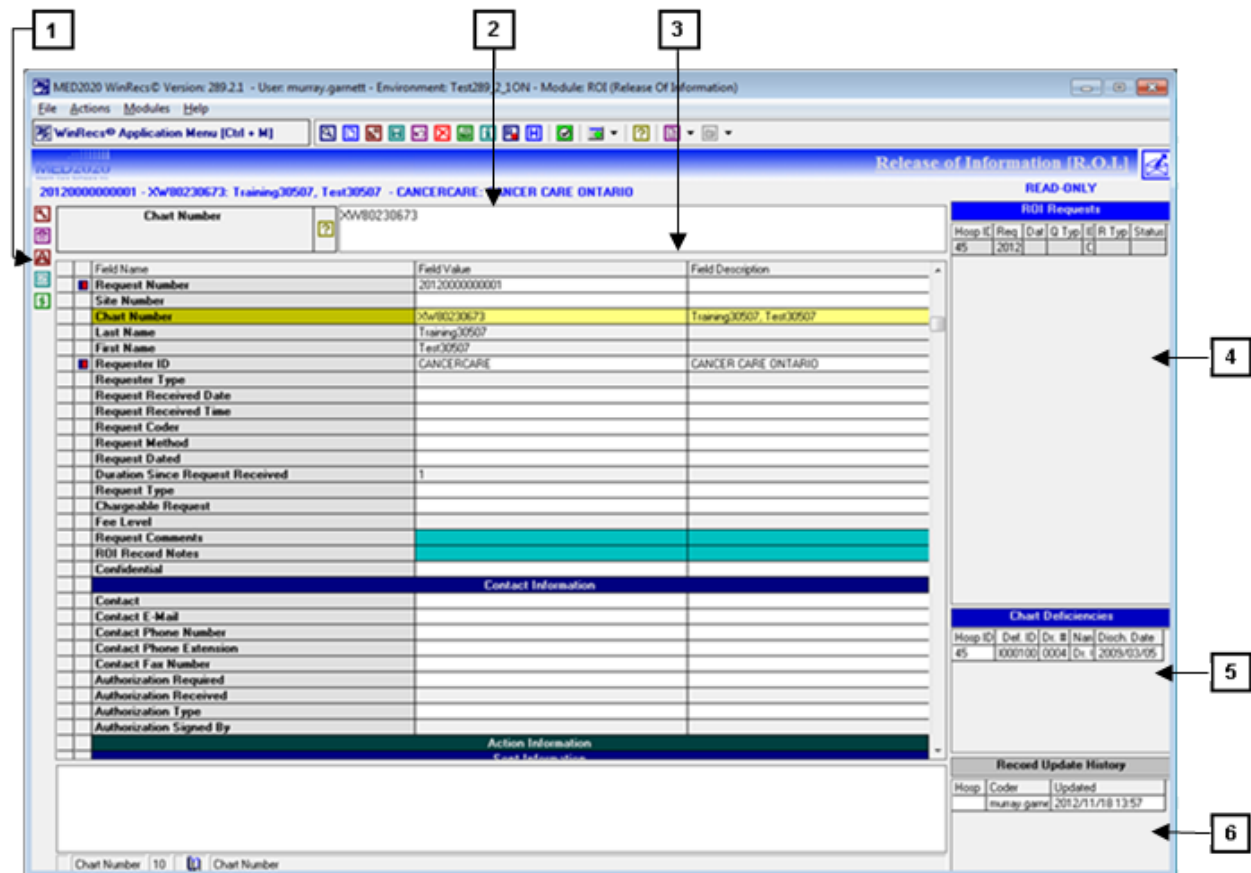 1
2
3
MED2020 WinRecs© Version: 289.2.1 - User: murray.garnett - Environment: Test289_2_1ON - Module: ROI (Release Of Information)
File Actions Modules Help
WinRecs© Application Menu [Ctrl + M]
MED2020
Release of Information [R.O.I.]
20120000000001 - XW80230673: Training30507, Test30507 - CANCERCARE: CANCER CARE ONTARIO
READ-ONLY
Chart Number
XW80230673
ROI Requests
Hosp ID Req Dat Q Typ R Typ Status
45 2012 C
Field Name Field Value Field Description
Request Number 20120000000001
Site Number
Chart Number XW80230673 Training30507, Test30507
Last Name Training30507
First Name Test30507
Requester ID CANCERCARE CANCER CARE ONTARIO
Requester Type
Request Received Date
Request Received Time
Request Coder
Request Method
Request Dated
Duration Since Request Received 1
Request Type
Chargeable Request
Fee Level
Request Comments
ROI Record Notes
Confidential
4
Contact Information
Contact
Contact E-Mail
Contact Phone Number
Contact Phone Extension
Contact Fax Number
Authorization Required
Authorization Received
Authorization Type
Authorization Signed By
Action Information
Sent Information
Chart Deficiencies
Hosp ID Def. ID Dr. # Nam Disch. Date
45 I000100 0004 Dr. 2009/03/05
5
Record Update History
Hosp Coder Updated
murray.garne 2012/11/18 13:57
6
Chart Number 10 Chart Number